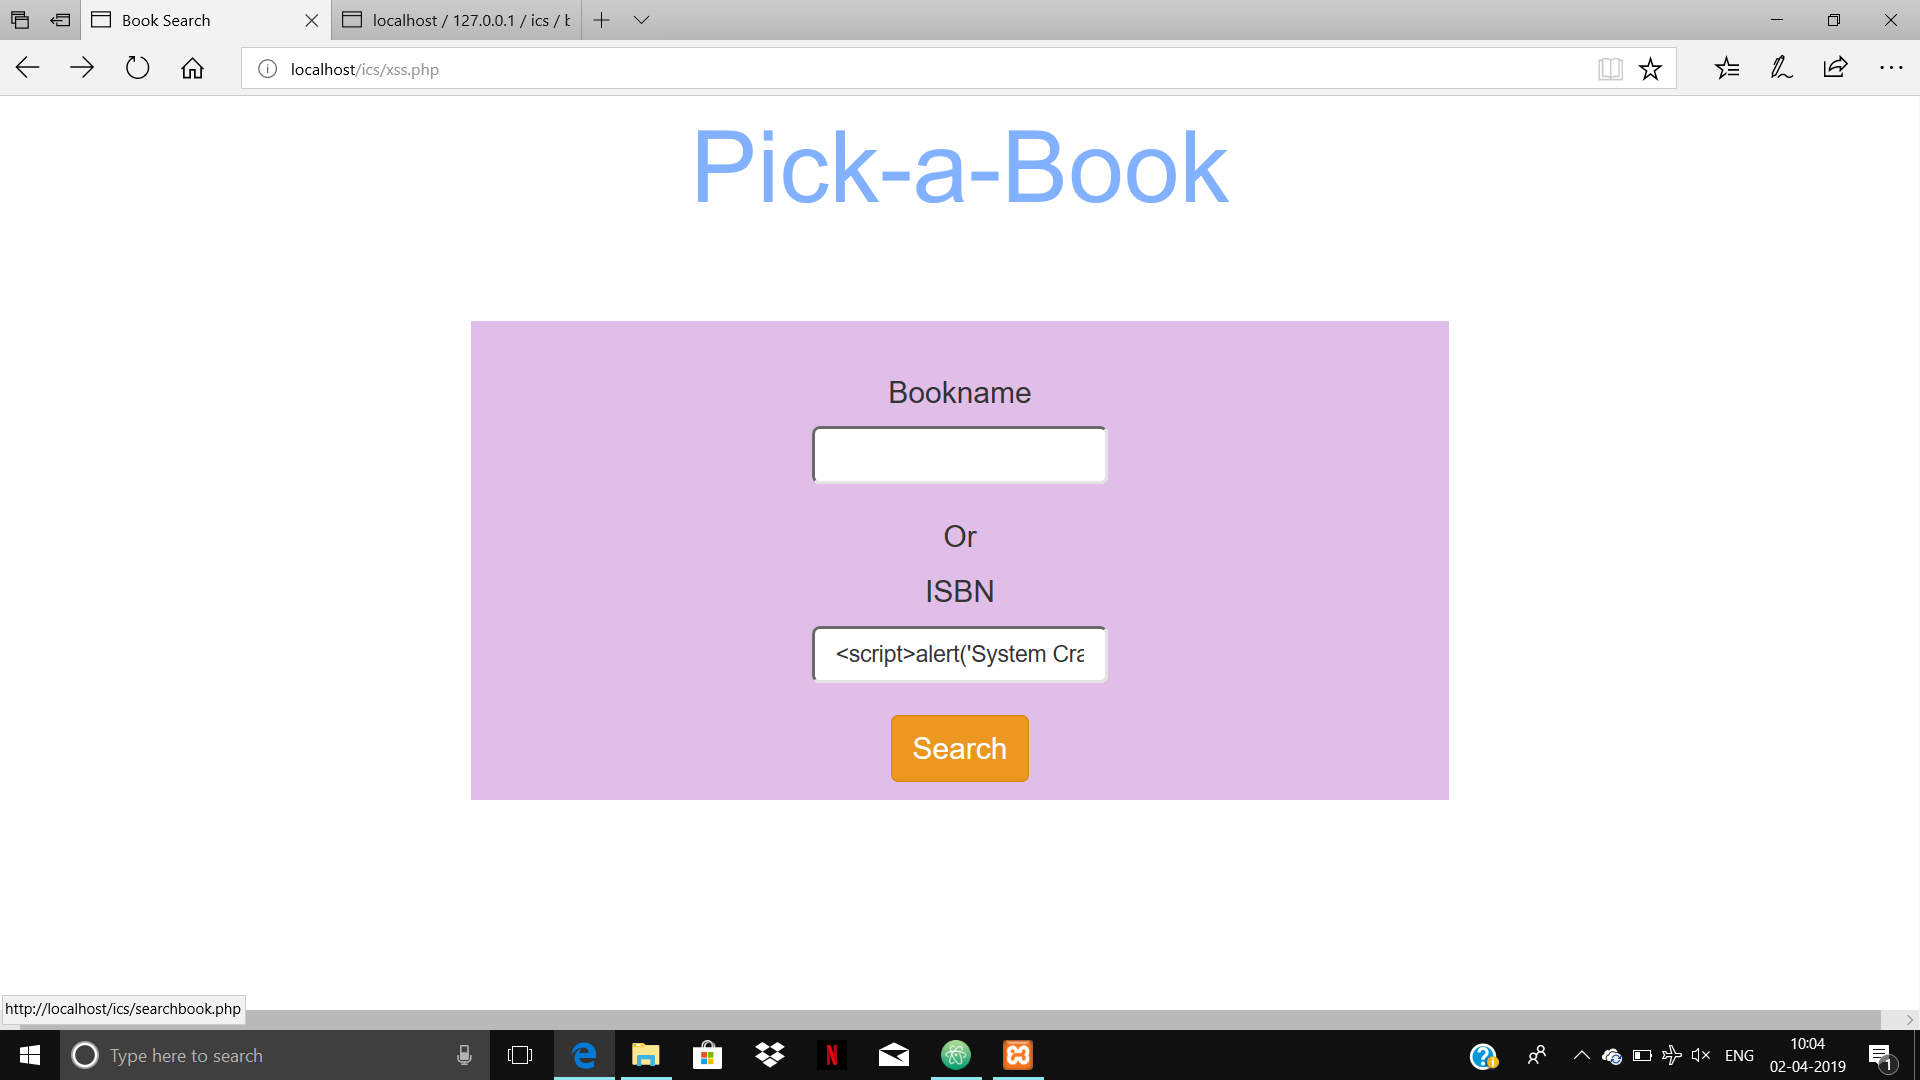 Book Search
localhost / 127.0.0.1 / ics / b
localhost/ics/xss.php
Pick-a-Book
Bookname
Or
ISBN
<script>alert('System Cra
Search
http://localhost/ics/searchbook.php
Type here to search
ENG
10:04
02-04-2019
1